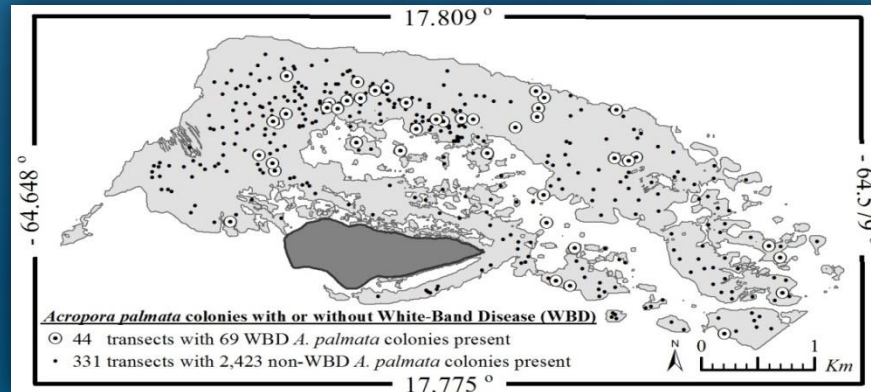 17.809 °
- 64.648 °
- 64.579 °
Acropora palmata colonies with or without White-Band Disease (WBD)
44 transects with 69 WBD A. palmata colonies present
331 transects with 2,423 non-WBD A. palmata colonies present
N
0 1
Km
17.775 °